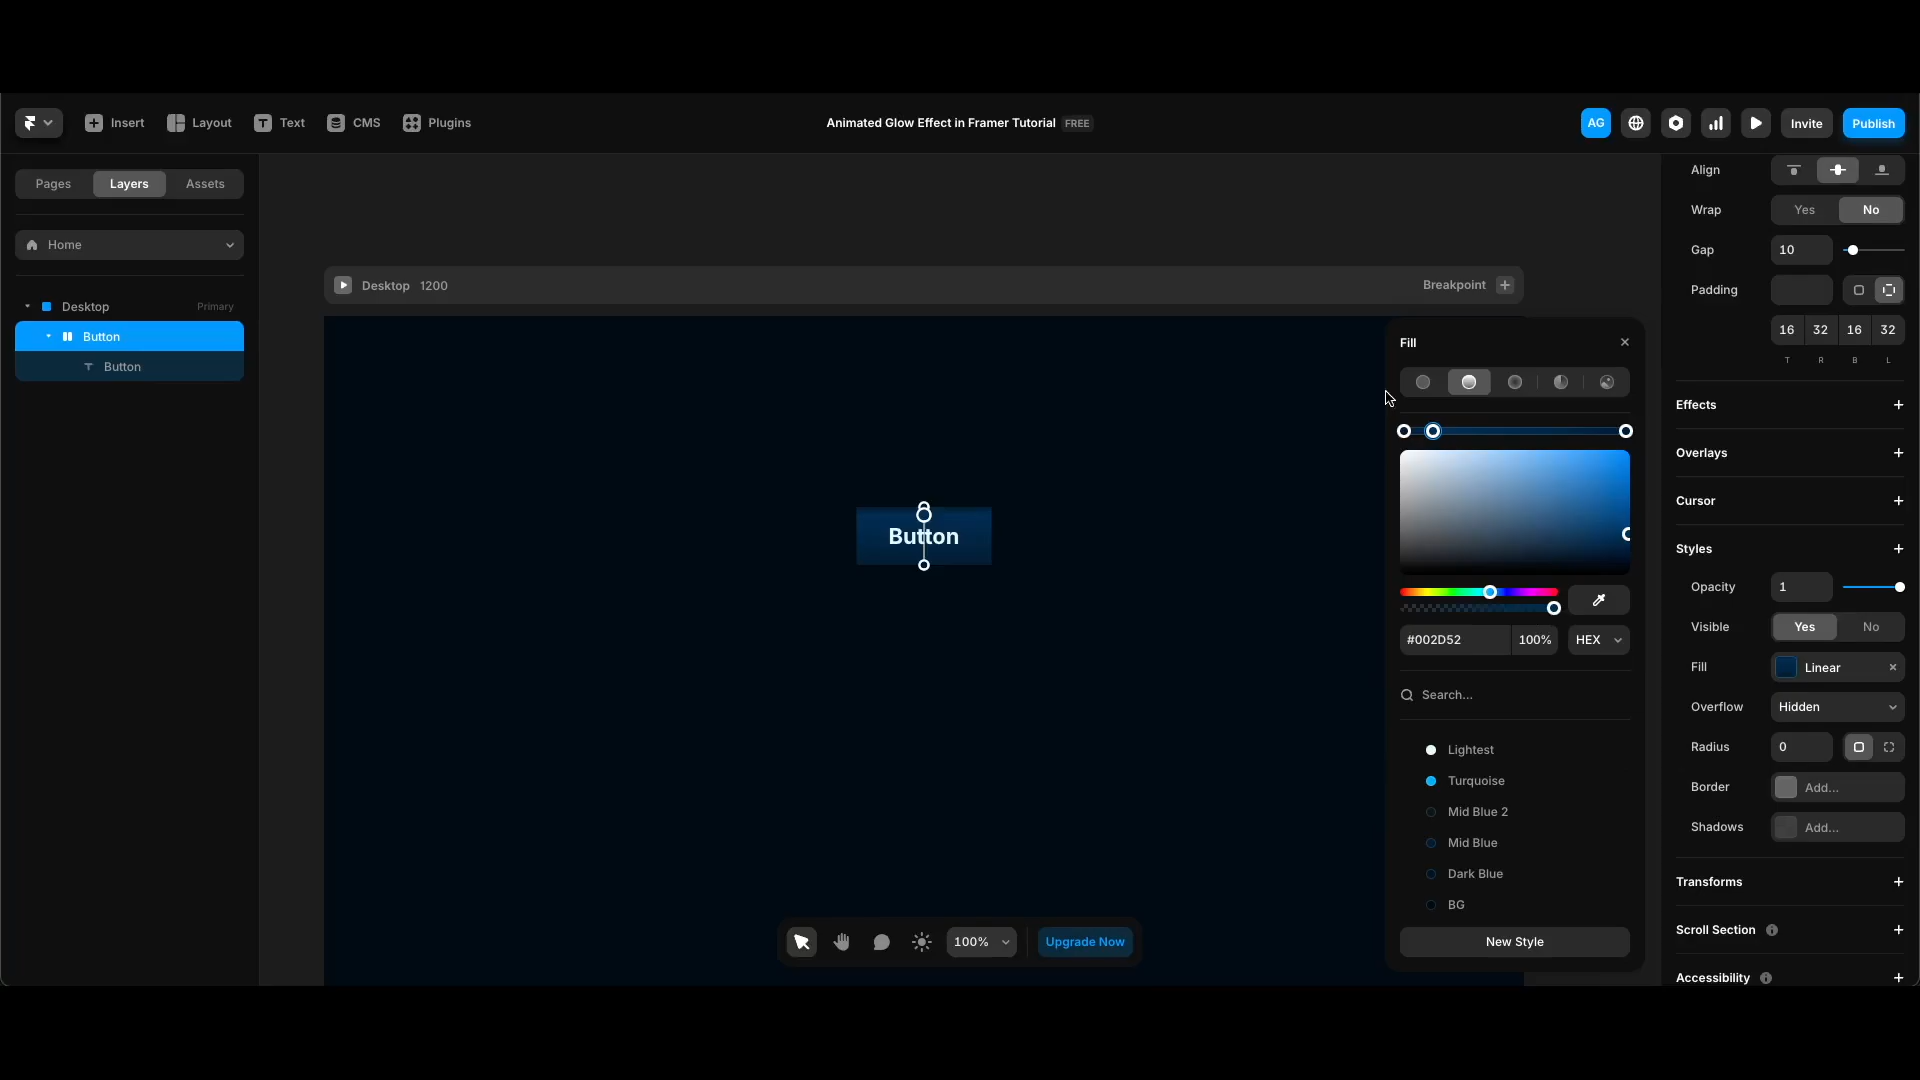 Insert Layout Text CMS Plugins Animated Glow Effect in Framer Tutorial FREE AG Invite Publish
Pages Layers Assets
Home
Desktop Primary
Button
Button
Desktop 1200 Breakpoint
Button
Fill
#002D52 100% HEX
Search...
Lightest
Turquoise
Mid Blue 2
Mid Blue
Dark Blue
BG
New Style
100% Upgrade Now
Align
Wrap Yes No
Gap 10
Padding
16 32 16 32
T R B L
Effects
Overlays
Cursor
Styles
Opacity 1
Visible Yes No
Fill Linear
Overflow Hidden
Radius 0
Border Add...
Shadows Add...
Transforms
Scroll Section
Accessibility